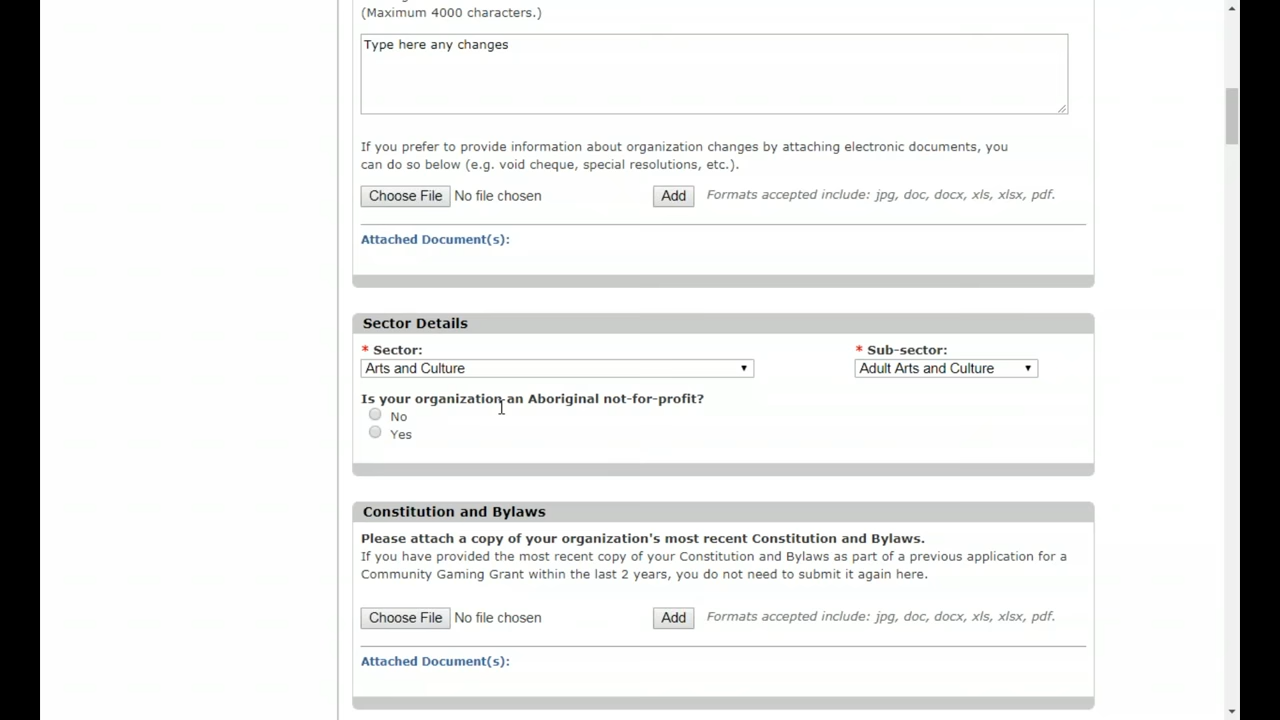 (Maximum 4000 characters.)
Type here any changes
If you prefer to provide information about organization changes by attaching electronic documents, you
can do so below (e.g. void cheque, special resolutions, etc.).
Choose File No file chosen Add Formats accepted include: jpg, doc, docx, xls, xlsx, pdf.
Attached Document(s):
Sector Details
* Sector: * Sub-sector:
Arts and Culture Adult Arts and Culture
Is your organization an Aboriginal not-for-profit?
No
Yes
Constitution and Bylaws
Please attach a copy of your organization's most recent Constitution and Bylaws.
If you have provided the most recent copy of your Constitution and Bylaws as part of a previous application for a
Community Gaming Grant within the last 2 years, you do not need to submit it again here.
Choose File No file chosen Add Formats accepted include: jpg, doc, docx, xls, xlsx, pdf.
Attached Document(s):